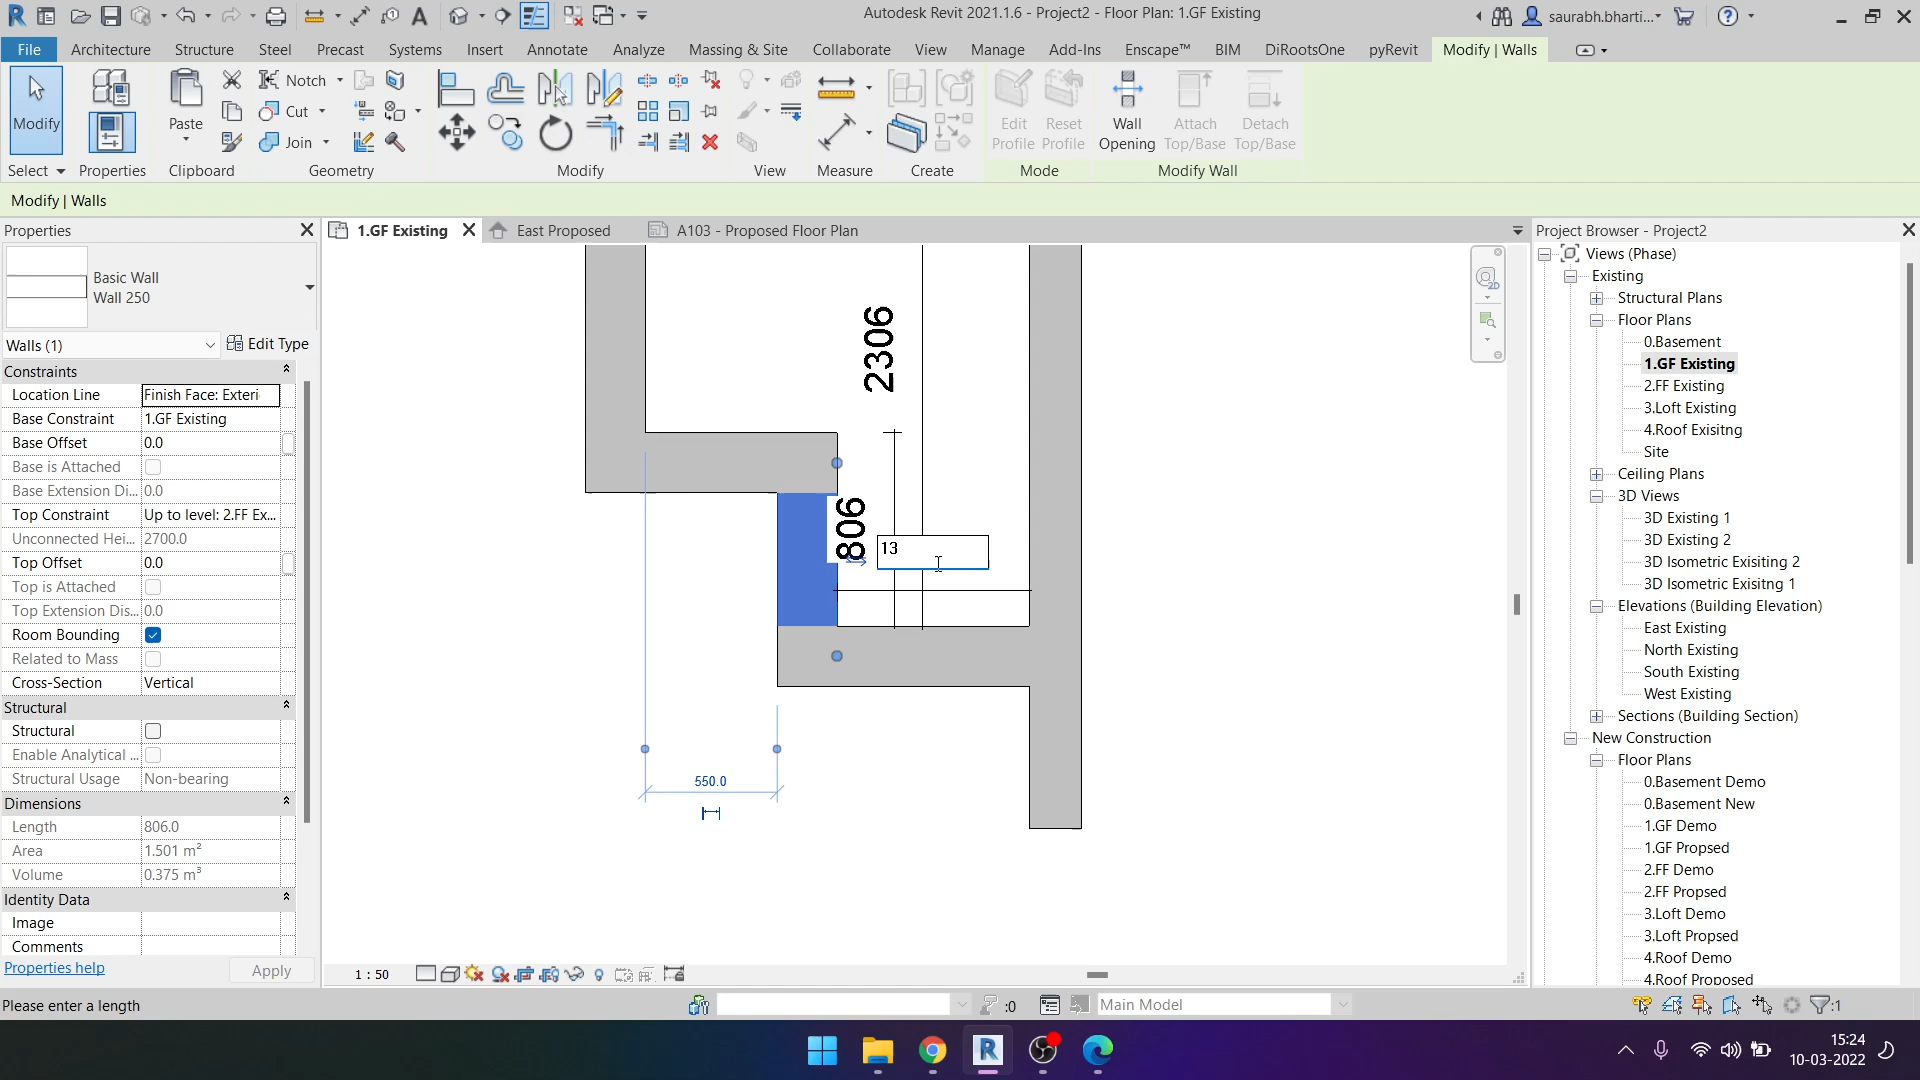 Autodesk Revit 2021.1.6 - Project2 - Floor Plan: 1.GF Existing
saurabh.bharti...
File Architecture Structure Steel Precast Systems Insert Annotate Analyze Massing & Site Collaborate View Manage Add-Ins Enscape™ BIM DiRootsOne pyRevit Modify | Walls
Modify
Paste
Notch
Cut
Join
Edit Profile
Reset Profile
Wall Opening
Attach Top/Base
Detach Top/Base
Select Properties Clipboard Geometry Modify View Measure Create Mode Modify Wall
Modify | Walls
Properties
Basic Wall
Wall 250
Walls (1) Edit Type
Constraints
Location Line Finish Face: Exteri
Base Constraint 1.GF Existing
Base Offset 0.0
Base is Attached
Base Extension Di... 0.0
Top Constraint Up to level: 2.FF Ex...
Unconnected Hei... 2700.0
Top Offset 0.0
Top is Attached
Top Extension Dis... 0.0
Room Bounding
Related to Mass
Cross-Section Vertical
Structural
Structural
Enable Analytical ...
Structural Usage Non-bearing
Dimensions
Length 806.0
Area 1.501 m²
Volume 0.375 m³
Identity Data
Image
Comments
Properties help Apply
1.GF Existing East Proposed A103 - Proposed Floor Plan
2306
806
13
550.0
2D
1 : 50
Project Browser - Project2
Views (Phase)
Existing
Structural Plans
Floor Plans
0.Basement
1.GF Existing
2.FF Existing
3.Loft Existing
4.Roof Exisitng
Site
Ceiling Plans
3D Views
3D Existing 1
3D Existing 2
3D Isometric Exisiting 2
3D Isometric Exisitng 1
Elevations (Building Elevation)
East Existing
North Existing
South Existing
West Existing
Sections (Building Section)
New Construction
Floor Plans
0.Basement Demo
0.Basement New
1.GF Demo
1.GF Propsed
2.FF Demo
2.FF Propsed
3.Loft Demo
3.Loft Propsed
4.Roof Demo
4.Roof Proposed
Please enter a length
:0
Main Model
:1
15:24
10-03-2022